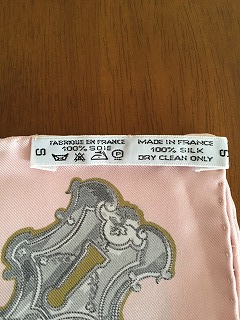 FABRIQUE EN FRANCE
100% SOIE
P
MADE IN FRANCE
100% SILK
DRY CLEAN ONLY
S
S